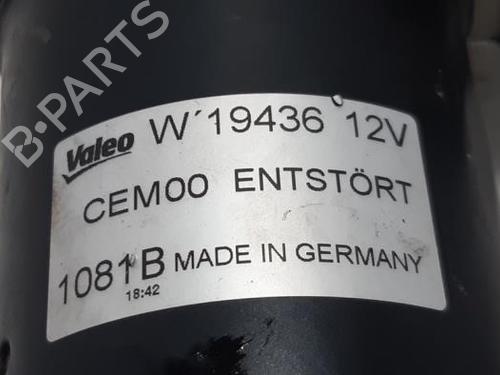 B-PARTS
Valeo W´19436 12V
CEM00 ENTSTÖRT
1081B MADE IN GERMANY
18:42